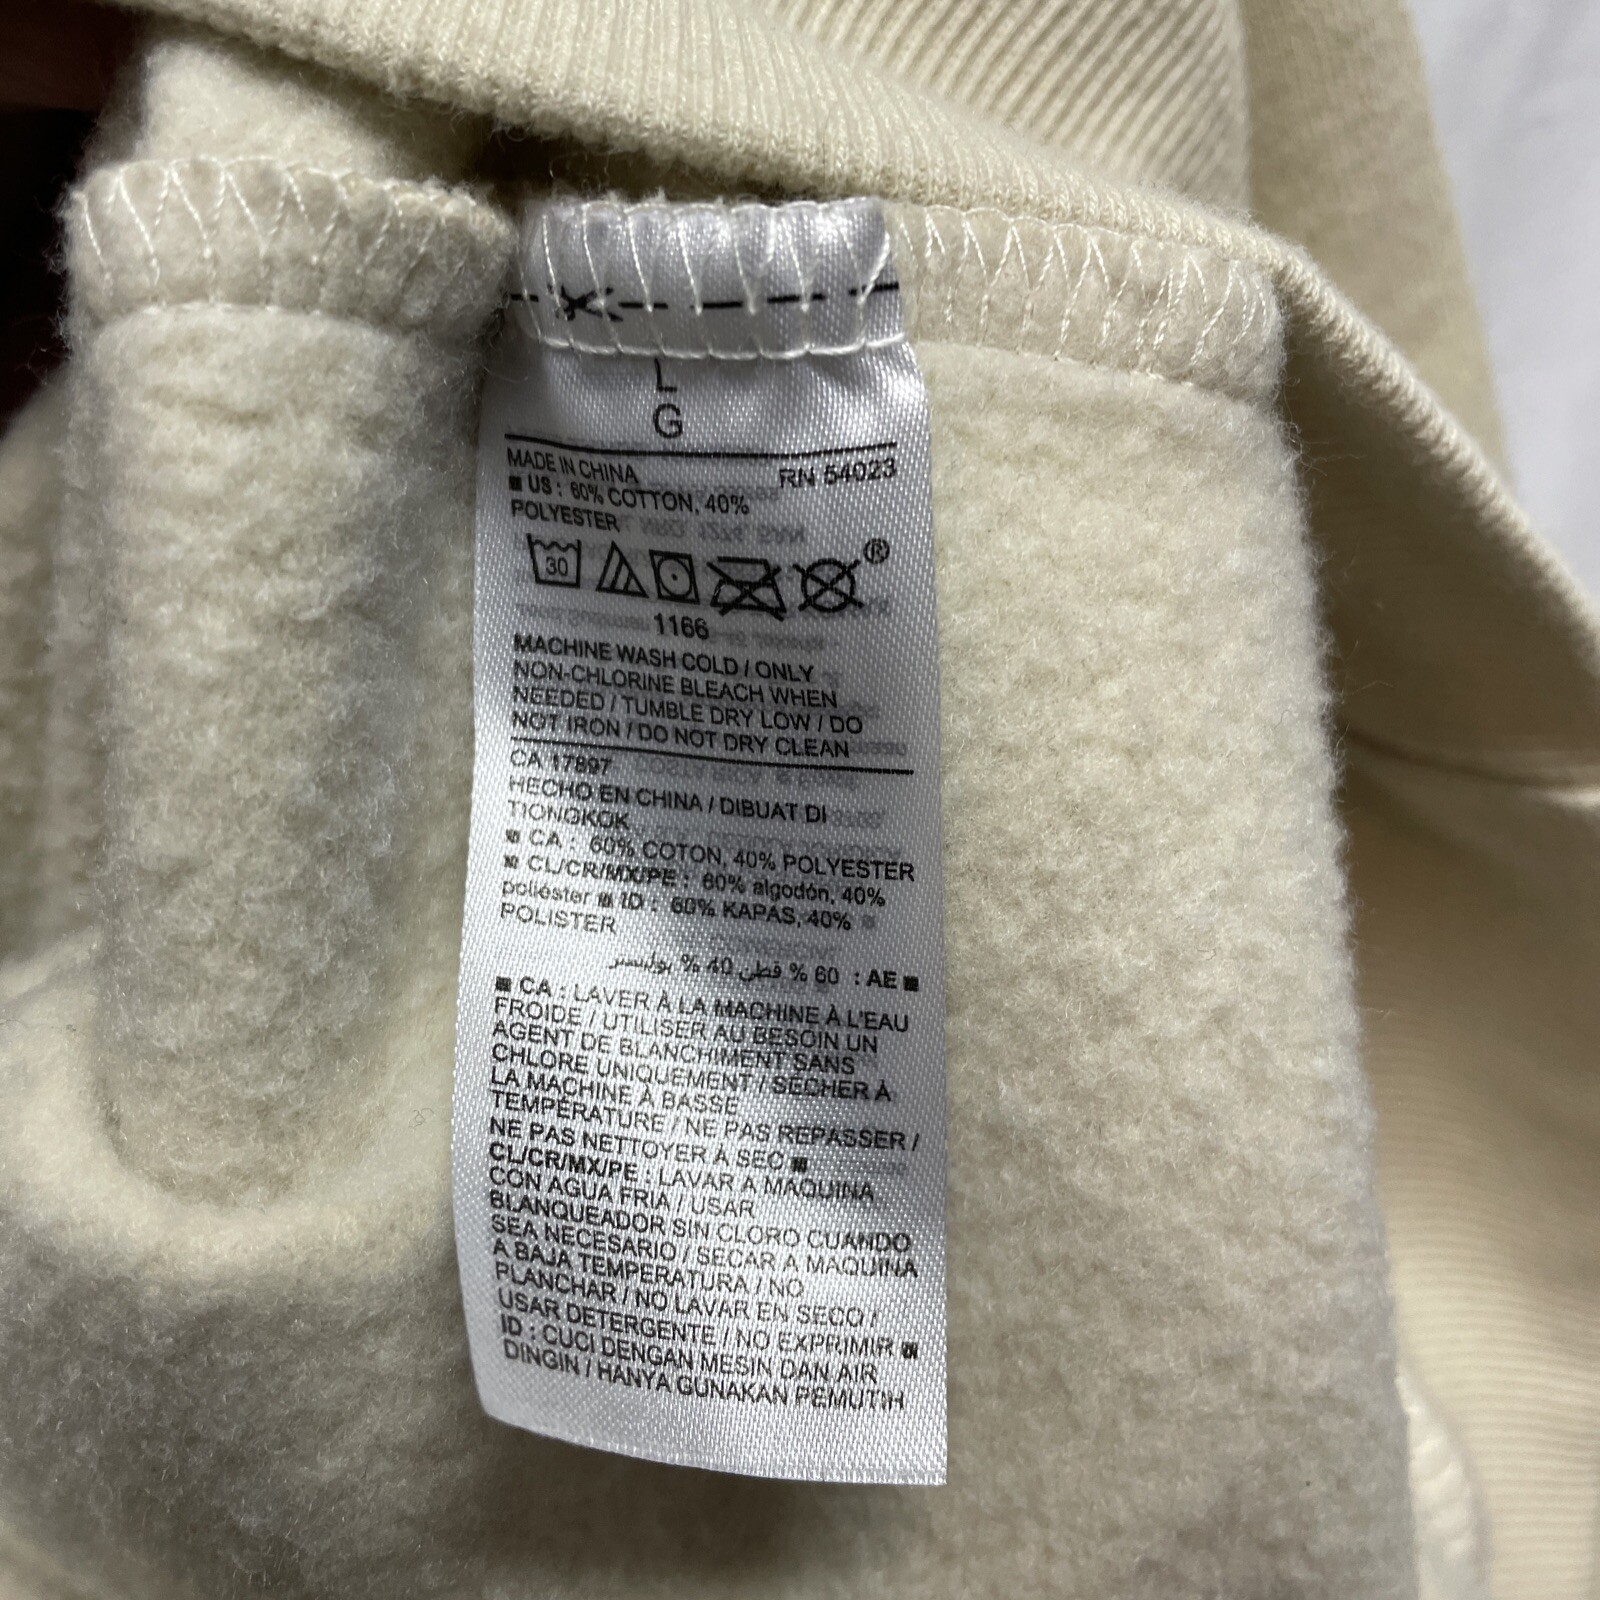 L
G
MADE IN CHINA RN 54023
US : 60% COTTON, 40%
POLYESTER
30 ®
1166
MACHINE WASH COLD / ONLY
NON-CHLORINE BLEACH WHEN
NEEDED / TUMBLE DRY LOW / DO
NOT IRON / DO NOT DRY CLEAN
CA 17897
HECHO EN CHINA / DIBUAT DI
TIONGKOK
■ CA : 60% COTON, 40% POLYESTER
■ CL/CR/MX/PE : 60% algodón, 40%
poliéster ■ ID : 60% KAPAS, 40%
POLISTER
■ AE : 60 % قطن 40 % بوليستر
■ CA : LAVER À LA MACHINE À L'EAU
FROIDE / UTILISER AU BESOIN UN
AGENT DE BLANCHIMENT SANS
CHLORE UNIQUEMENT / SÉCHER À
LA MACHINE À BASSE
TEMPÉRATURE / NE PAS REPASSER /
NE PAS NETTOYER À SEC ■
CL/CR/MX/PE : LAVAR A MAQUINA
CON AGUA FRIA / USAR
BLANQUEADOR SIN CLORO CUANDO
SEA NECESARIO / SECAR A MAQUINA
A BAJA TEMPERATURA / NO
PLANCHAR / NO LAVAR EN SECO /
USAR DETERGENTE / NO EXPRIMIR ■
ID : CUCI DENGAN MESIN DAN AIR
DINGIN / HANYA GUNAKAN PEMUTIH